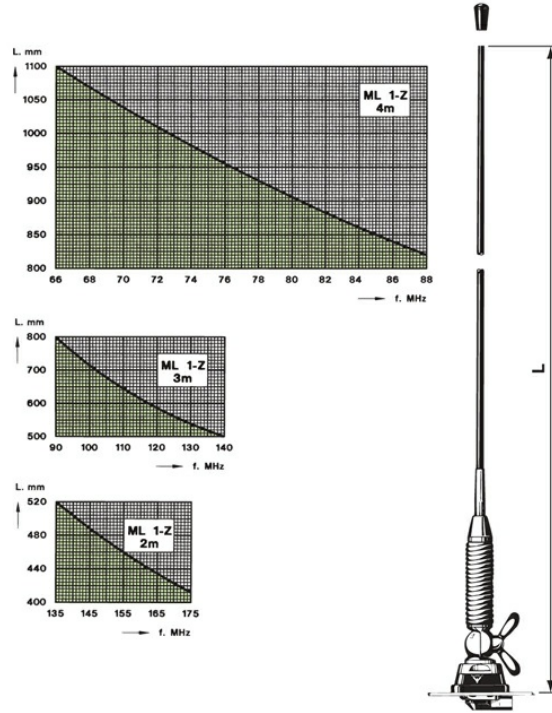 L. mm
1100
1050
1000
950
900
850
800
66 68 70 72 74 76 78 80 82 84 86 88
f. MHz
ML 1-Z
4m
L. mm
800
700
600
500
90 100 110 120 130 140
f. MHz
ML 1-Z
3m
L. mm
520
480
440
400
135 145 155 165 175
f. MHz
ML 1-Z
2m
L